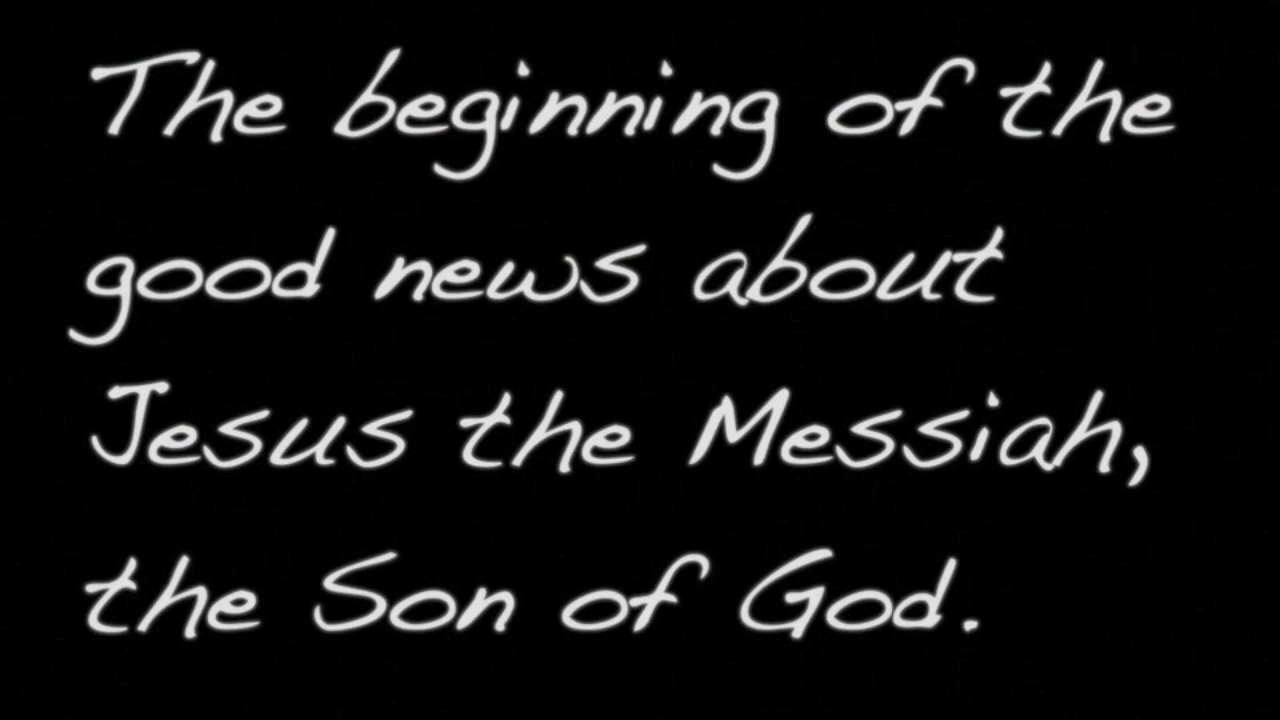 The beginning of the
good news about
Jesus the Messiah,
the Son of God.